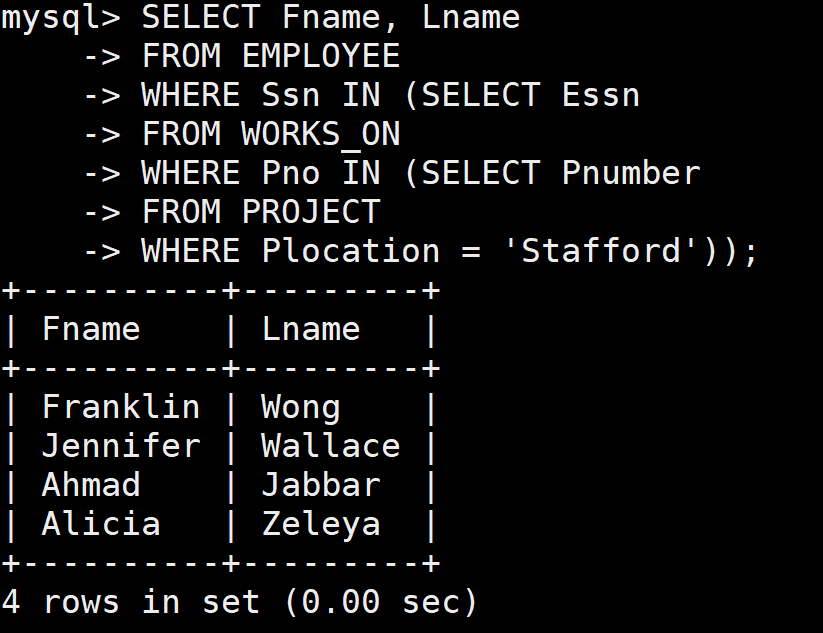 mysql> SELECT Fname, Lname
    -> FROM EMPLOYEE
    -> WHERE Ssn IN (SELECT Essn
    -> FROM WORKS_ON
    -> WHERE Pno IN (SELECT Pnumber
    -> FROM PROJECT
    -> WHERE Plocation = 'Stafford'));
+----------+---------+
| Fname    | Lname   |
+----------+---------+
| Franklin | Wong    |
| Jennifer | Wallace |
| Ahmad    | Jabbar  |
| Alicia   | Zeleya  |
+----------+---------+
4 rows in set (0.00 sec)